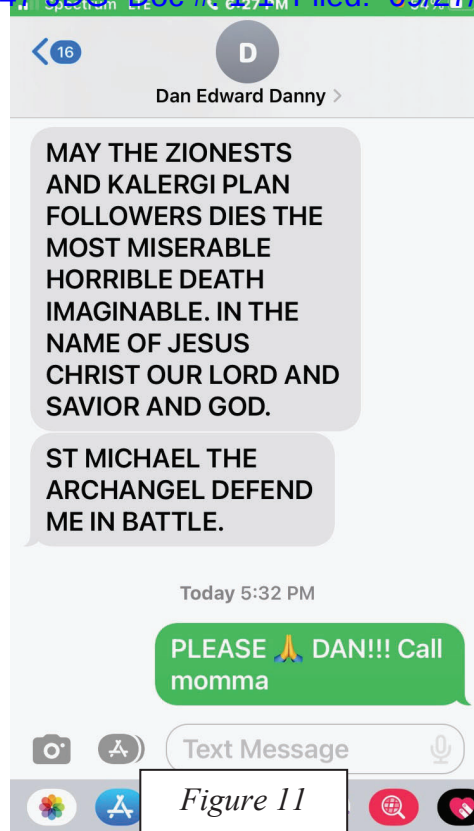 16
D
Dan Edward Danny >
MAY THE ZIONESTS
AND KALERGI PLAN
FOLLOWERS DIES THE
MOST MISERABLE
HORRIBLE DEATH
IMAGINABLE. IN THE
NAME OF JESUS
CHRIST OUR LORD AND
SAVIOR AND GOD.
ST MICHAEL THE
ARCHANGEL DEFEND
ME IN BATTLE.
Today 5:32 PM
PLEASE 🙏 DAN!!! Call
momma
Text Message
Figure 11